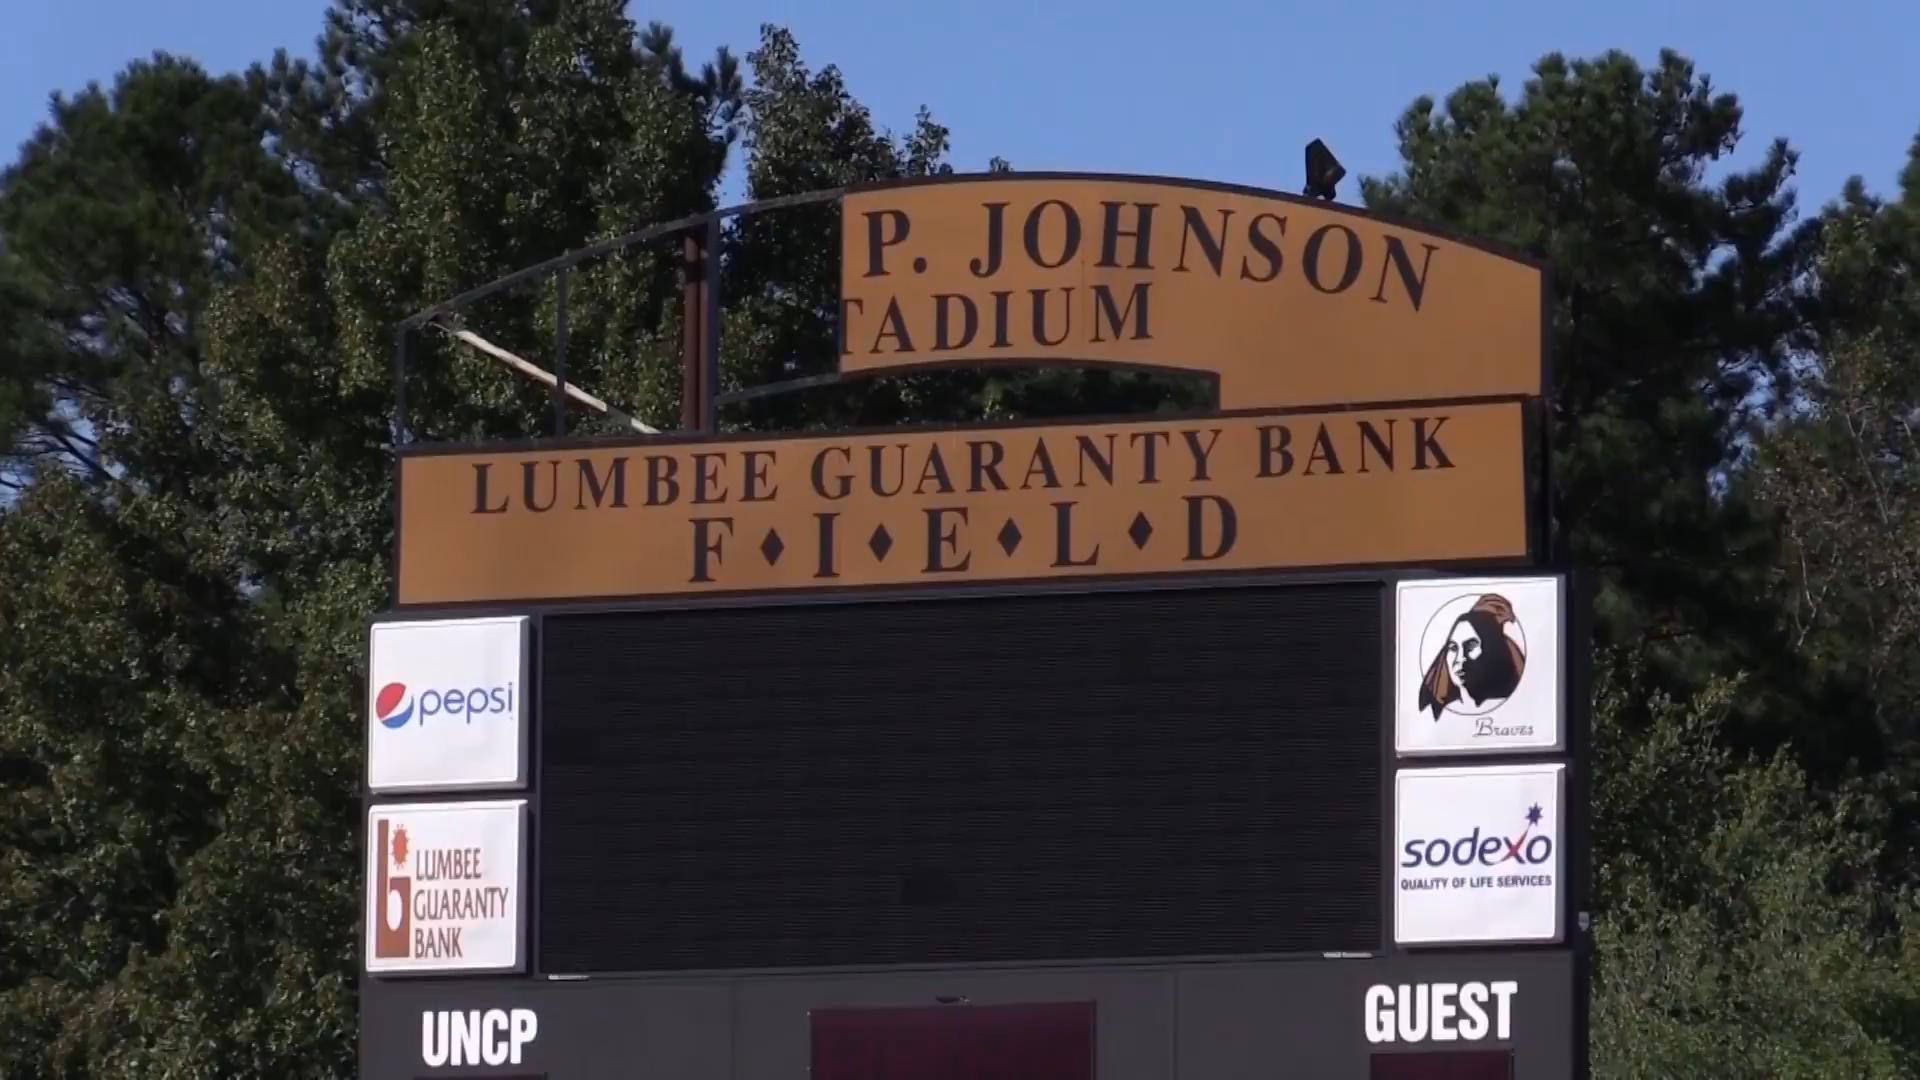 P. JOHNSON
TADIUM
LUMBEE GUARANTY BANK
F♦I♦E♦L♦D
pepsi
Braves
LUMBEE
GUARANTY
BANK
sodexo
QUALITY OF LIFE SERVICES
UNCP
GUEST